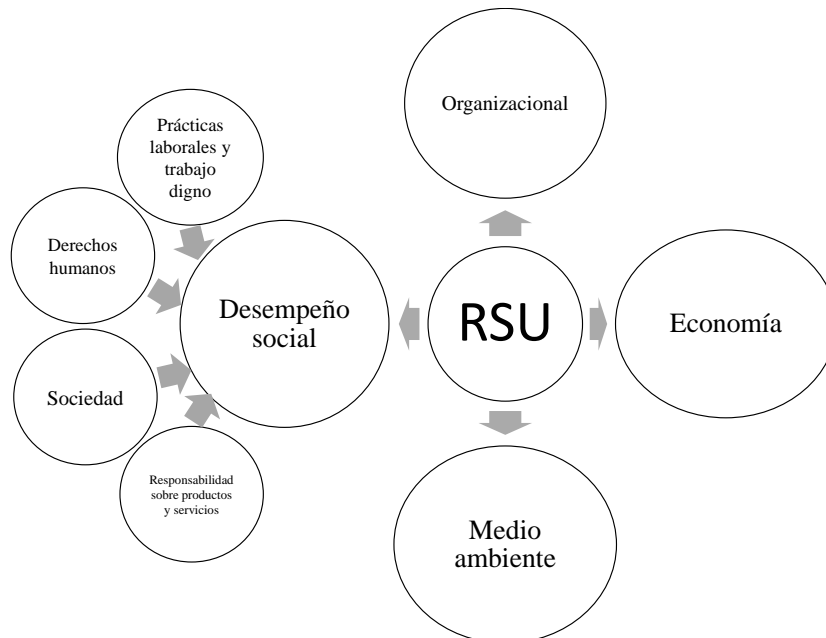 Organizacional
Prácticas
laborales y
trabajo
digno
Derechos
humanos
Desempeño
social
RSU
Economía
Sociedad
Responsabilidad
sobre productos
y servicios
Medio
ambiente